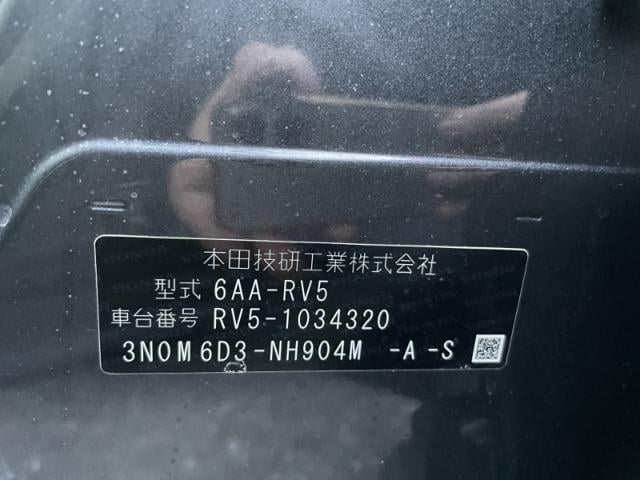 本田技研工業株式会社
型式 6AA-RV5
車台番号 RV5-1034320
3N0M6D3-NH904M -A-S